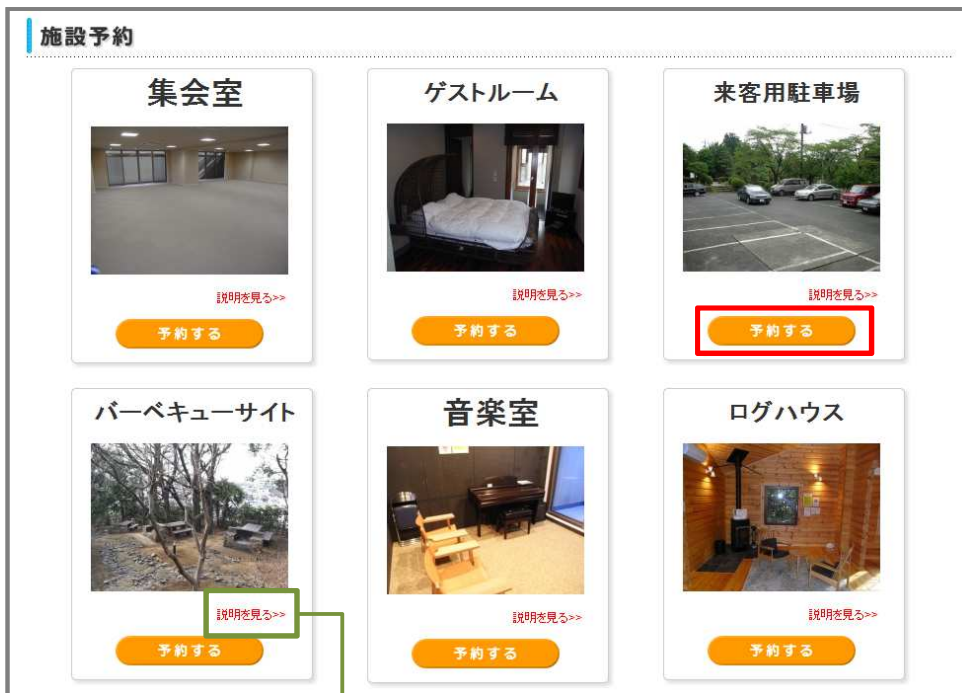 施設予約
集会室
ゲストルーム
来客用駐車場
説明を見る>>
説明を見る>>
説明を見る>>
予約する
予約する
予約する
バーベキューサイト
音楽室
ログハウス
説明を見る>>
説明を見る>>
説明を見る>>
予約する
予約する
予約する